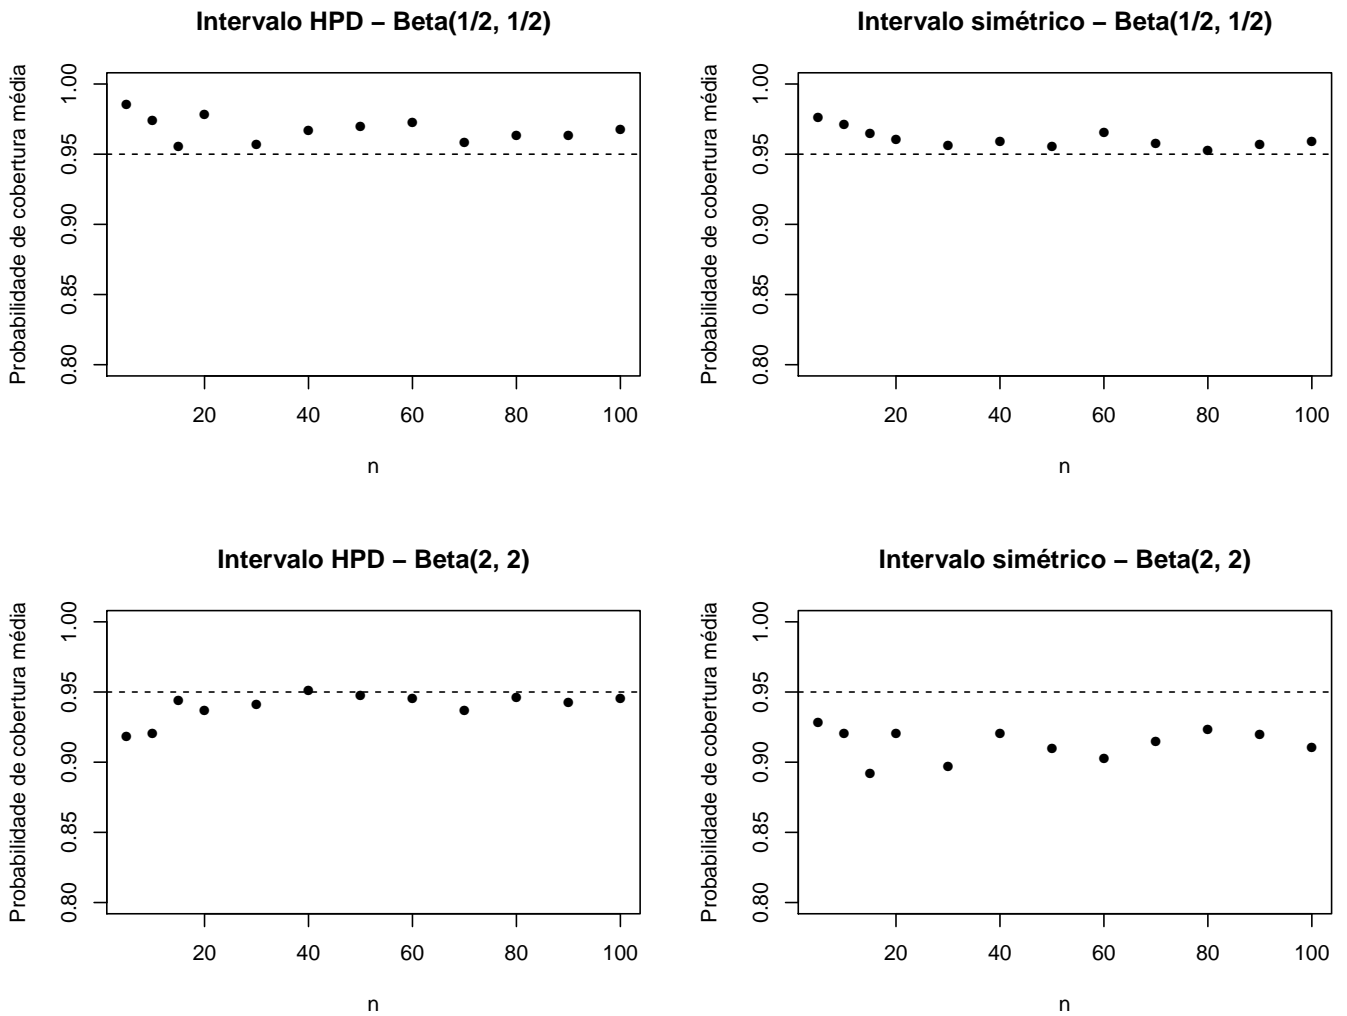 Intervalo HPD – Beta(1/2, 1/2)
Probabilidade de cobertura média
1.00
0.95
0.90
0.85
0.80
20 40 60 80 100
n
Intervalo simétrico – Beta(1/2, 1/2)
Probabilidade de cobertura média
1.00
0.95
0.90
0.85
0.80
20 40 60 80 100
n
Intervalo HPD – Beta(2, 2)
Probabilidade de cobertura média
1.00
0.95
0.90
0.85
0.80
20 40 60 80 100
n
Intervalo simétrico – Beta(2, 2)
Probabilidade de cobertura média
1.00
0.95
0.90
0.85
0.80
20 40 60 80 100
n